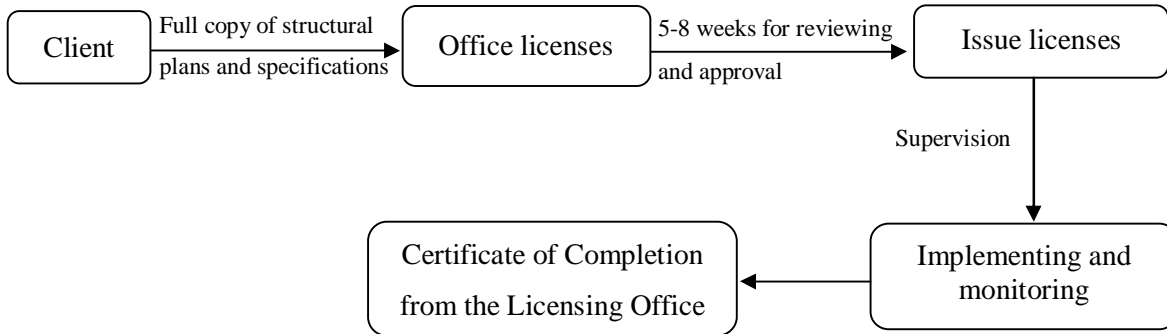 Client
Full copy of structural
plans and specifications
Office licenses
5-8 weeks for reviewing
and approval
Issue licenses
Supervision
Implementing and
monitoring
Certificate of Completion
from the Licensing Office